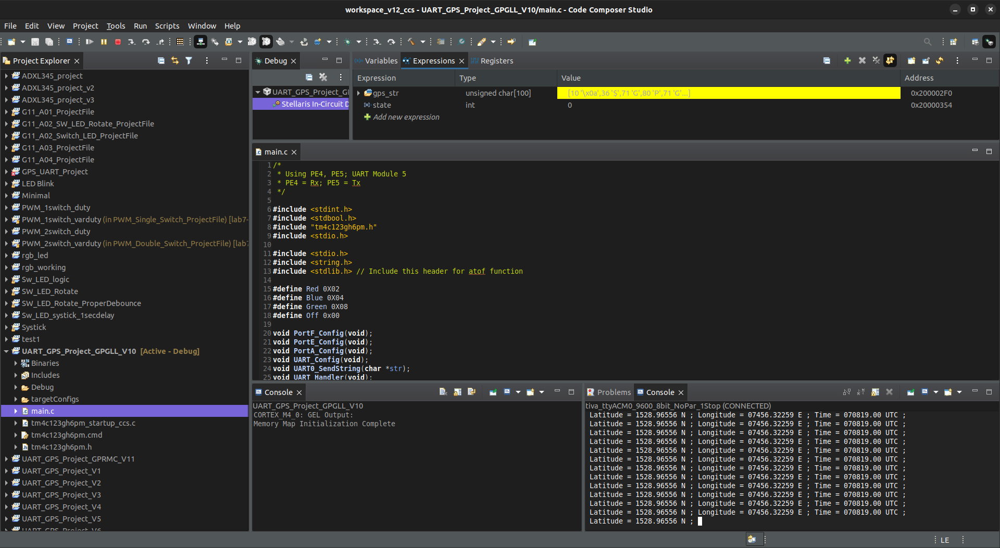 workspace_v12_ccs - UART_GPS_Project_GPGLL_V10/main.c - Code Composer Studio
File Edit View Project Tools Run Scripts Window Help
Project Explorer
ADXL345_project
ADXL345_project_v2
ADXL345_project_v3
G11_A01_ProjectFile
G11_A02_SW_LED_Rotate_ProjectFile
G11_A02_Switch_LED_ProjectFile
G11_A03_ProjectFile
G11_A04_ProjectFile
GPS_UART_Project
LED Blink
Minimal
PWM_1switch_duty
PWM_1switch_varduty (in PWM_Single_Switch_ProjectFile) [lab7-
PWM_2switch_duty
PWM_2switch_varduty (in PWM_Double_Switch_ProjectFile) [lab7
rgb_led
rgb_working
Sw_LED_logic
SW_LED_Rotate
SW_LED_Rotate_ProperDebounce
Sw_LED_systick_1secdelay
Systick
test1
UART_GPS_Project_GPGLL_V10 [Active - Debug]
Binaries
Includes
Debug
targetConfigs
main.c
tm4c123gh6pm_startup_ccs.c
tm4c123gh6pm.cmd
tm4c123gh6pm.h
UART_GPS_Project_GPRMC_V11
UART_GPS_Project_V1
UART_GPS_Project_V2
UART_GPS_Project_V3
UART_GPS_Project_V4
UART_GPS_Project_V5
UART_GPS_Project_V6
Debug
UART_GPS_Project_GI
Stellaris In-Circuit D
Variables Expressions Registers
Expression Type Value Address
gps_str unsigned char[100] [10 '\x0a',36 '$',71 'G',80 'P',71 'G'...] 0x200002F0
state int 0 0x20000354
Add new expression
main.c
1 /*
2 * Using PE4, PE5; UART Module 5
3 * PE4 = Rx; PE5 = Tx
4 */
5
6 #include <stdint.h>
7 #include <stdbool.h>
8 #include "tm4c123gh6pm.h"
9 #include <stdio.h>
10
11 #include <stdio.h>
12 #include <string.h>
13 #include <stdlib.h> // Include this header for atof function
14
15 #define Red 0X02
16 #define Blue 0X04
17 #define Green 0X08
18 #define Off 0x00
19
20 void PortF_Config(void);
21 void PortE_Config(void);
22 void PortA_Config(void);
23 void UART_Config(void);
24 void UART0_SendString(char *str);
25 void UART_Handler(void);
Console
UART_GPS_Project_GPGLL_V10
CORTEX_M4_0: GEL Output:
Memory Map Initialization Complete
Problems Console
tiva_ttyACM0_9600_8bit_NoPar_1Stop (CONNECTED)
Latitude = 1528.96556 N ; Longitude = 07456.32259 E ; Time = 070819.00 UTC ;
Latitude = 1528.96556 N ; Longitude = 07456.32259 E ; Time = 070819.00 UTC ;
Latitude = 1528.96556 N ; Longitude = 07456.32259 E ; Time = 070819.00 UTC ;
Latitude = 1528.96556 N ; Longitude = 07456.32259 E ; Time = 070819.00 UTC ;
Latitude = 1528.96556 N ; Longitude = 07456.32259 E ; Time = 070819.00 UTC ;
Latitude = 1528.96556 N ; Longitude = 07456.32259 E ; Time = 070819.00 UTC ;
Latitude = 1528.96556 N ; Longitude = 07456.32259 E ; Time = 070819.00 UTC ;
Latitude = 1528.96556 N ; Longitude = 07456.32259 E ; Time = 070819.00 UTC ;
Latitude = 1528.96556 N ; Longitude = 07456.32259 E ; Time = 070819.00 UTC ;
Latitude = 1528.96556 N ; Longitude = 07456.32259 E ; Time = 070819.00 UTC ;
Latitude = 1528.96556 N ; Longitude = 07456.32259 E ; Time = 070819.00 UTC ;
Latitude = 1528.96556 N ; Longitude = 07456.32259 E ; Time = 070819.00 UTC ;
Latitude = 1528.96556 N ;
LE